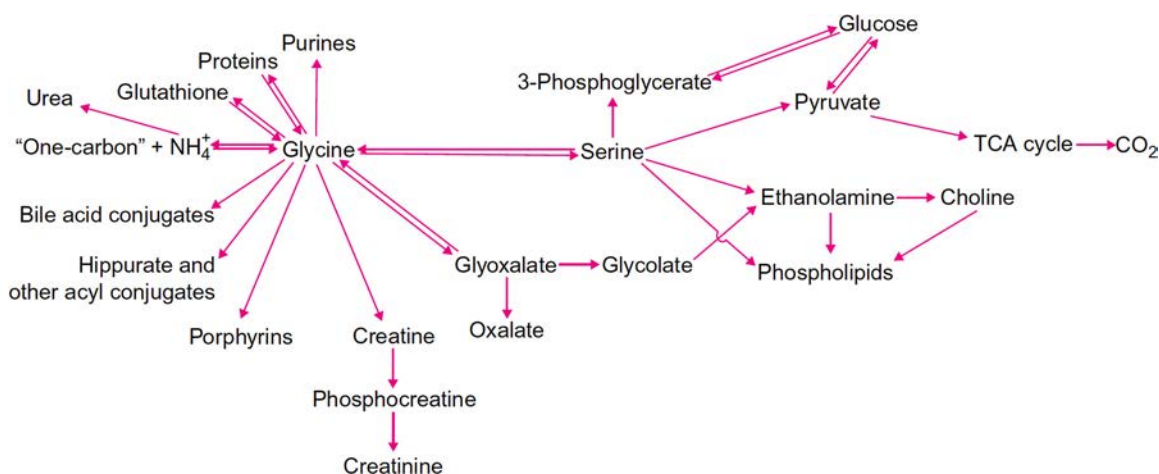 Glucose
Purines
Proteins
3-Phosphoglycerate
Glutathione
Urea
Pyruvate
“One-carbon” + NH₄⁺
Glycine
Serine
TCA cycle
CO₂
Bile acid conjugates
Ethanolamine
Choline
Hippurate and
other acyl conjugates
Glyoxalate
Glycolate
Phospholipids
Porphyrins
Creatine
Oxalate
Phosphocreatine
Creatinine